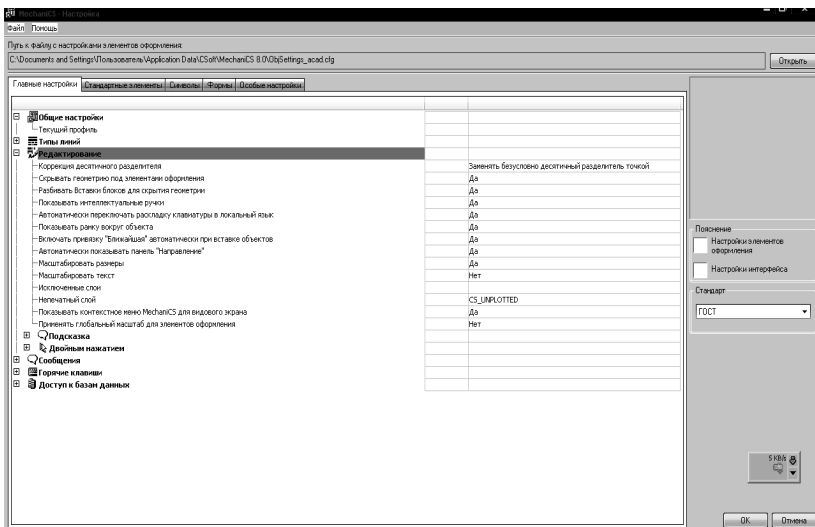 MechaniCS - Настройка
Файл Помощь
Путь к файлу с настройками элементов оформления:
C:\Documents and Settings\Пользователь\Application Data\CSoft\MechaniCS 8.0\ObjSettings_acad.cfg
Открыть
Главные настройки Стандартные элементы Символы Формы Особые настройки
Общие настройки
Текущий профиль
Типы линий
Редактирование
Коррекция десятичного разделителя Заменять безусловно десятичный разделитель точкой
Скрывать геометрию под элементами оформления Да
Разбивать Вставки блоков для скрытия геометрии Да
Показывать интеллектуальные ручки Да
Автоматически переключать раскладку клавиатуры в локальный язык Да
Показывать рамку вокруг объекта Да
Включать привязку "Ближайшая" автоматически при вставке объектов Да
Автоматически показывать панель "Направление" Да
Масштабировать размеры Да
Масштабировать текст Нет
Исключенные слои
Непечатный слой CS_UNPLOTTED
Показывать контекстное меню MechaniCS для видового экрана Да
Применять глобальный масштаб для элементов оформления Нет
Подсказка
Двойным нажатием
Сообщения
Горячие клавиши
Доступ к базам данных
Пояснение
Настройки элементов
оформления
Настройки интерфейса
Стандарт
ГОСТ
5 KB/s
OK Отмена